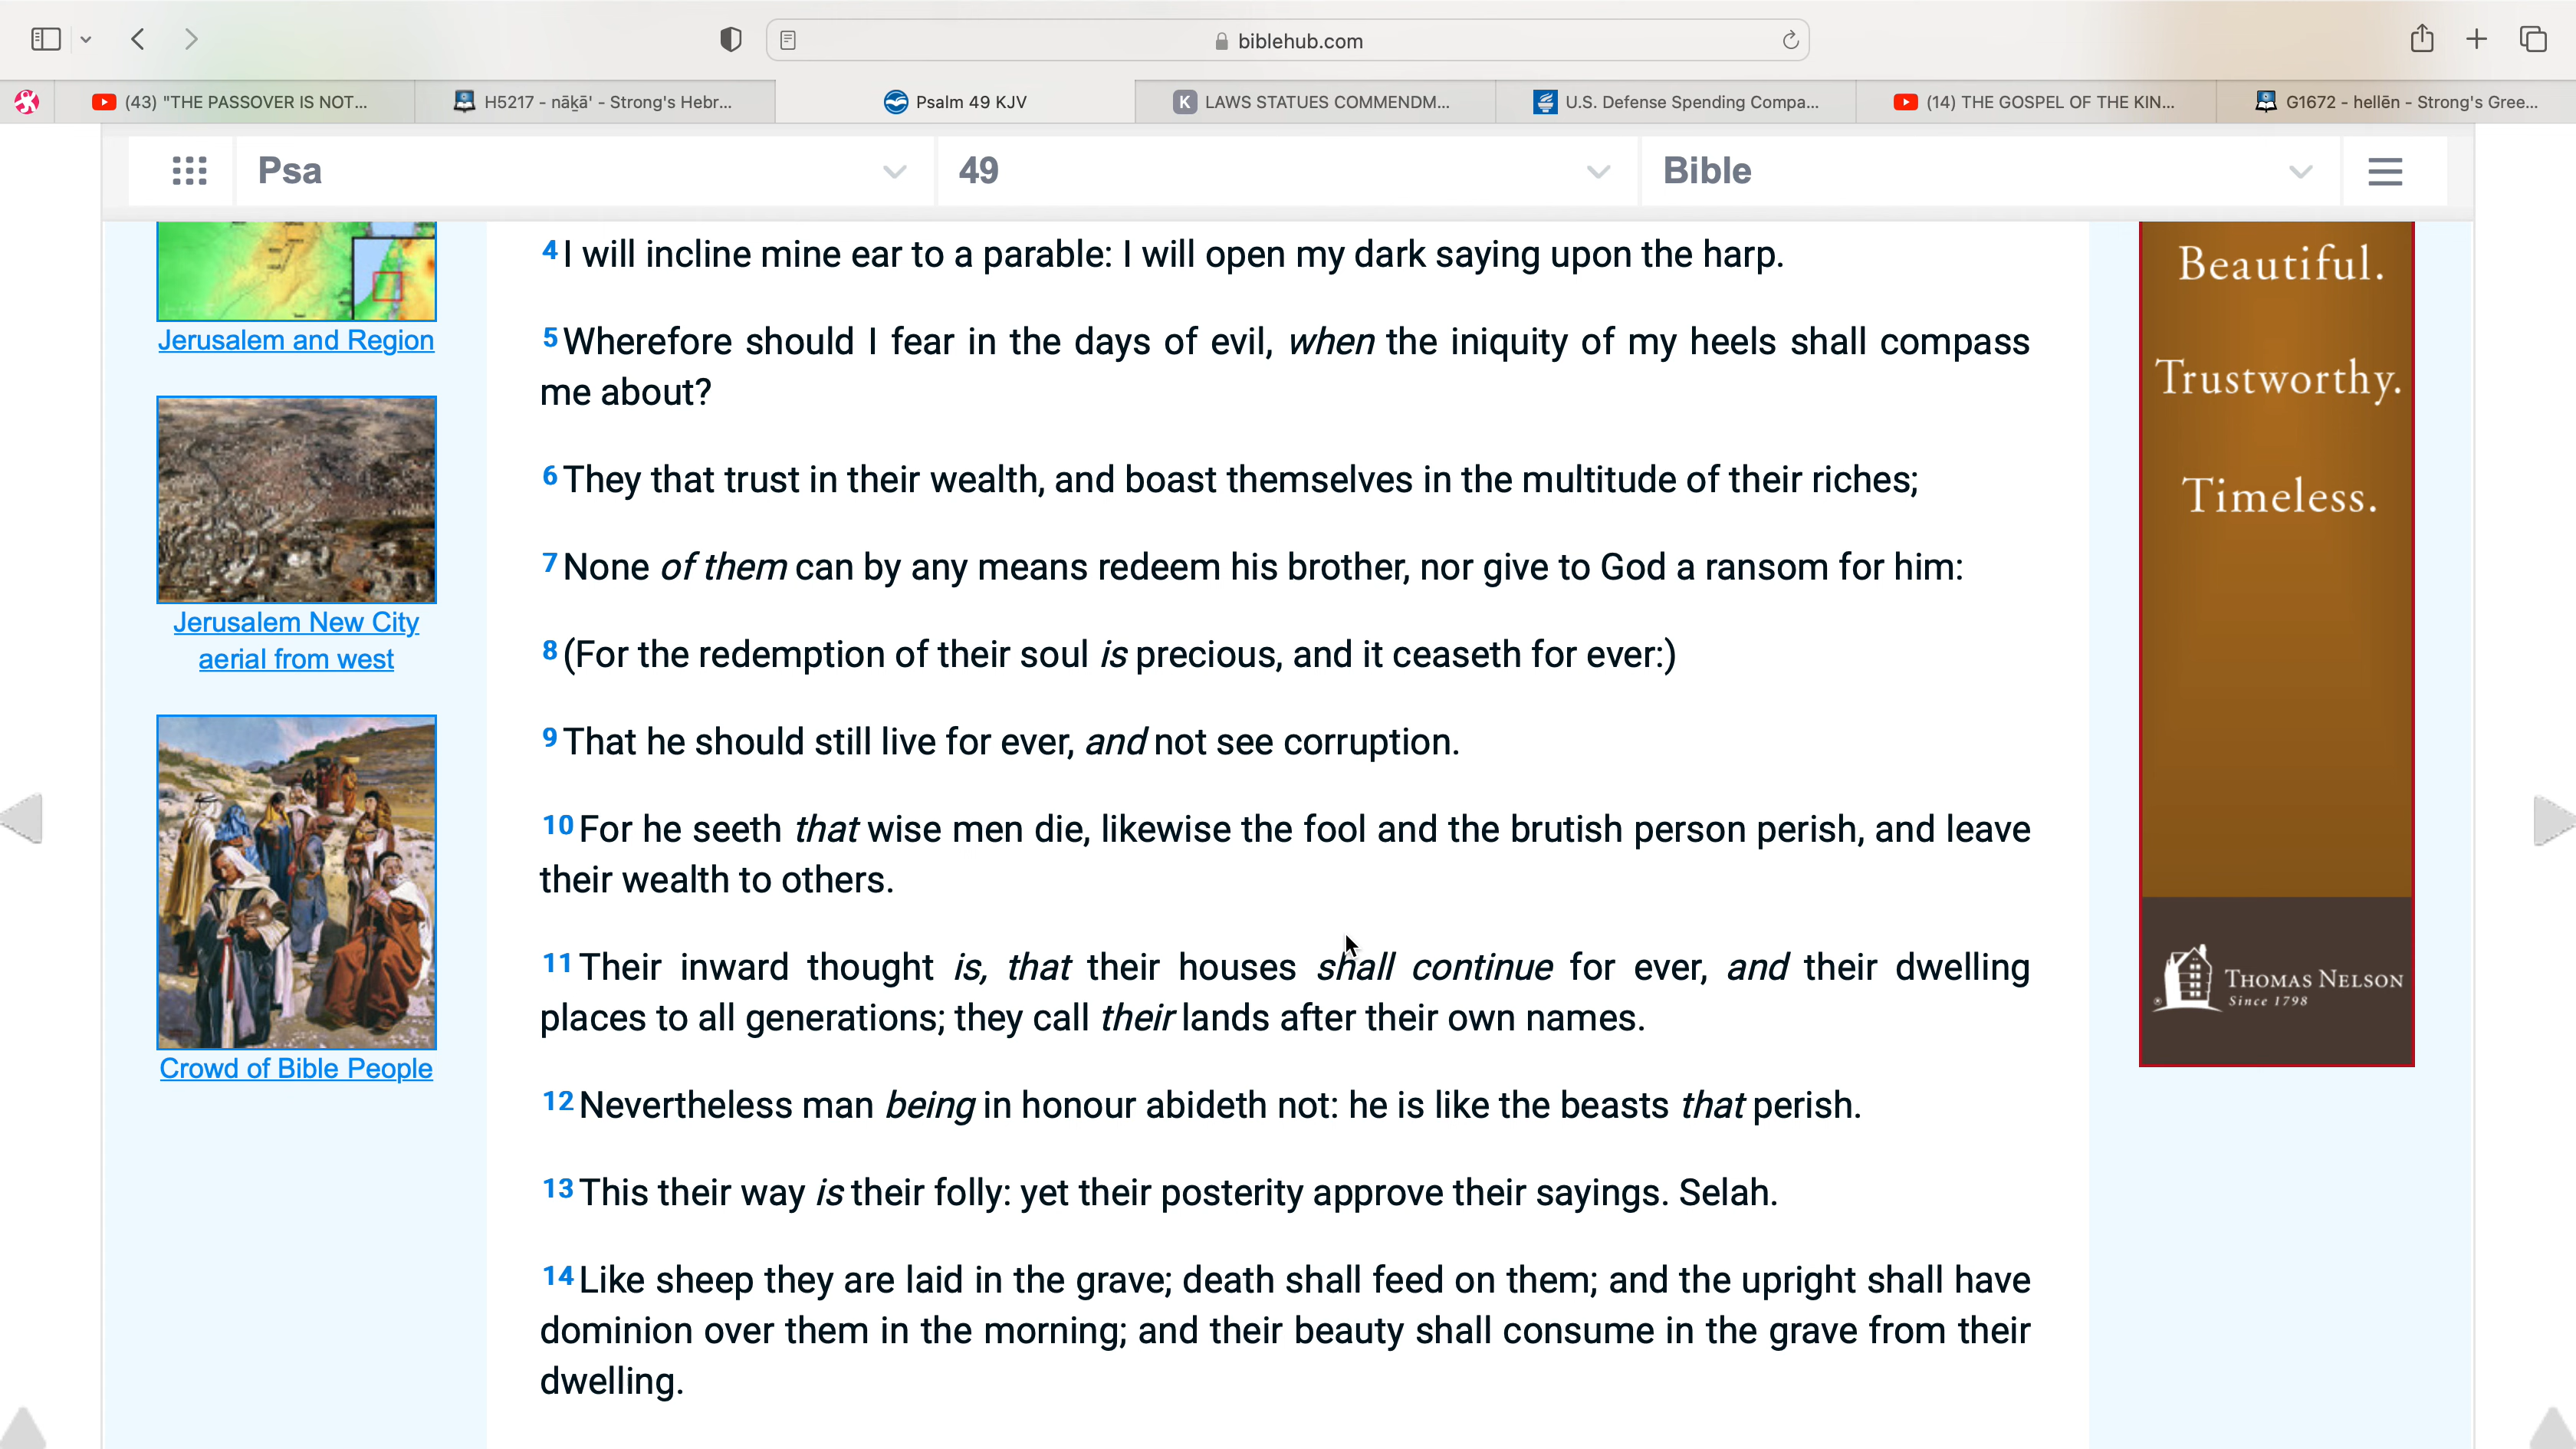 biblehub.com
(43) "THE PASSOVER IS NOT...
H5217 - nāḵā' - Strong's Hebr...
Psalm 49 KJV
K LAWS STATUES COMMENDM...
U.S. Defense Spending Compa...
(14) THE GOSPEL OF THE KIN...
G1672 - hellēn - Strong's Gree...
Psa
49
Bible
Jerusalem and Region
Jerusalem New City
aerial from west
Crowd of Bible People
4 I will incline mine ear to a parable: I will open my dark saying upon the harp.
5 Wherefore should I fear in the days of evil, when the iniquity of my heels shall compass
me about?
6 They that trust in their wealth, and boast themselves in the multitude of their riches;
7 None of them can by any means redeem his brother, nor give to God a ransom for him:
8 (For the redemption of their soul is precious, and it ceaseth for ever:)
9 That he should still live for ever, and not see corruption.
10 For he seeth that wise men die, likewise the fool and the brutish person perish, and leave
their wealth to others.
11 Their inward thought is, that their houses shall continue for ever, and their dwelling
places to all generations; they call their lands after their own names.
12 Nevertheless man being in honour abideth not: he is like the beasts that perish.
13 This their way is their folly: yet their posterity approve their sayings. Selah.
14 Like sheep they are laid in the grave; death shall feed on them; and the upright shall have
dominion over them in the morning; and their beauty shall consume in the grave from their
dwelling.
Beautiful.
Trustworthy.
Timeless.
THOMAS NELSON
Since 1798